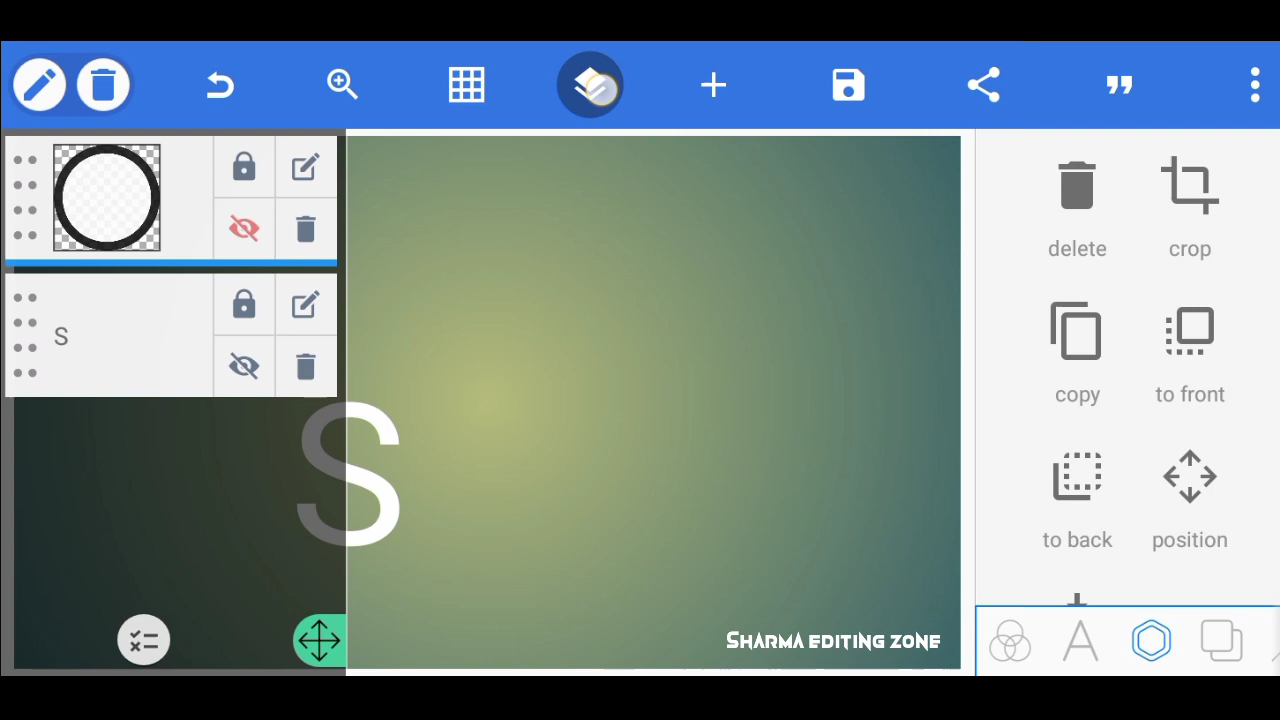 delete
crop
S
copy
to front
S
to back
position
SHARMA EDITING ZONE